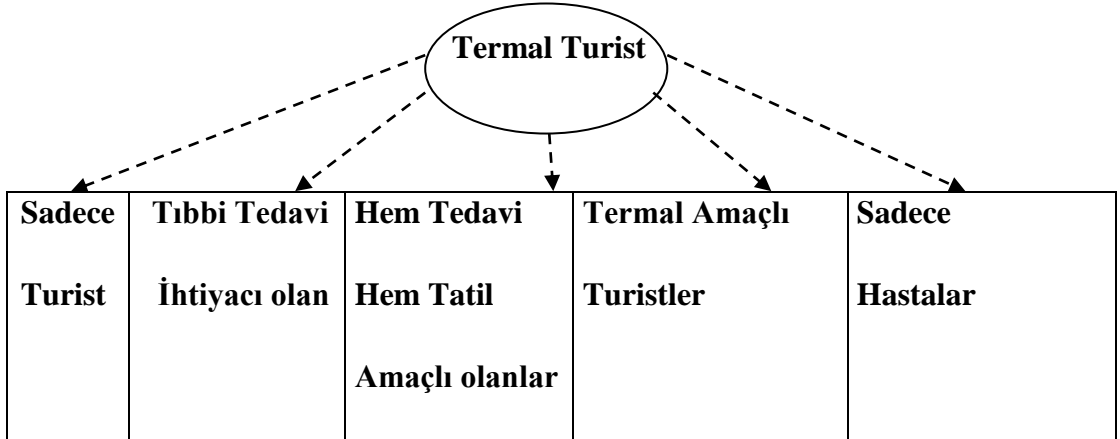 Termal Turist
Sadece
Turist
Tıbbi Tedavi
İhtiyacı olan
Hem Tedavi
Hem Tatil
Amaçlı olanlar
Termal Amaçlı
Turistler
Sadece
Hastalar